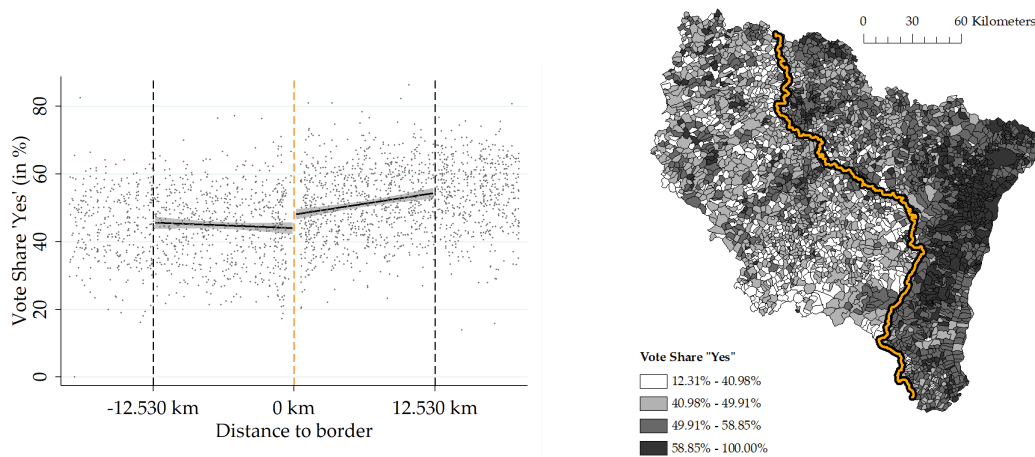 Vote Share 'Yes' (in %)
80
60
40
20
0
-12.530 km
0 km
12.530 km
Distance to border
0
30
60 Kilometers
Vote Share "Yes"
12.31% - 40.98%
40.98% - 49.91%
49.91% - 58.85%
58.85% - 100.00%